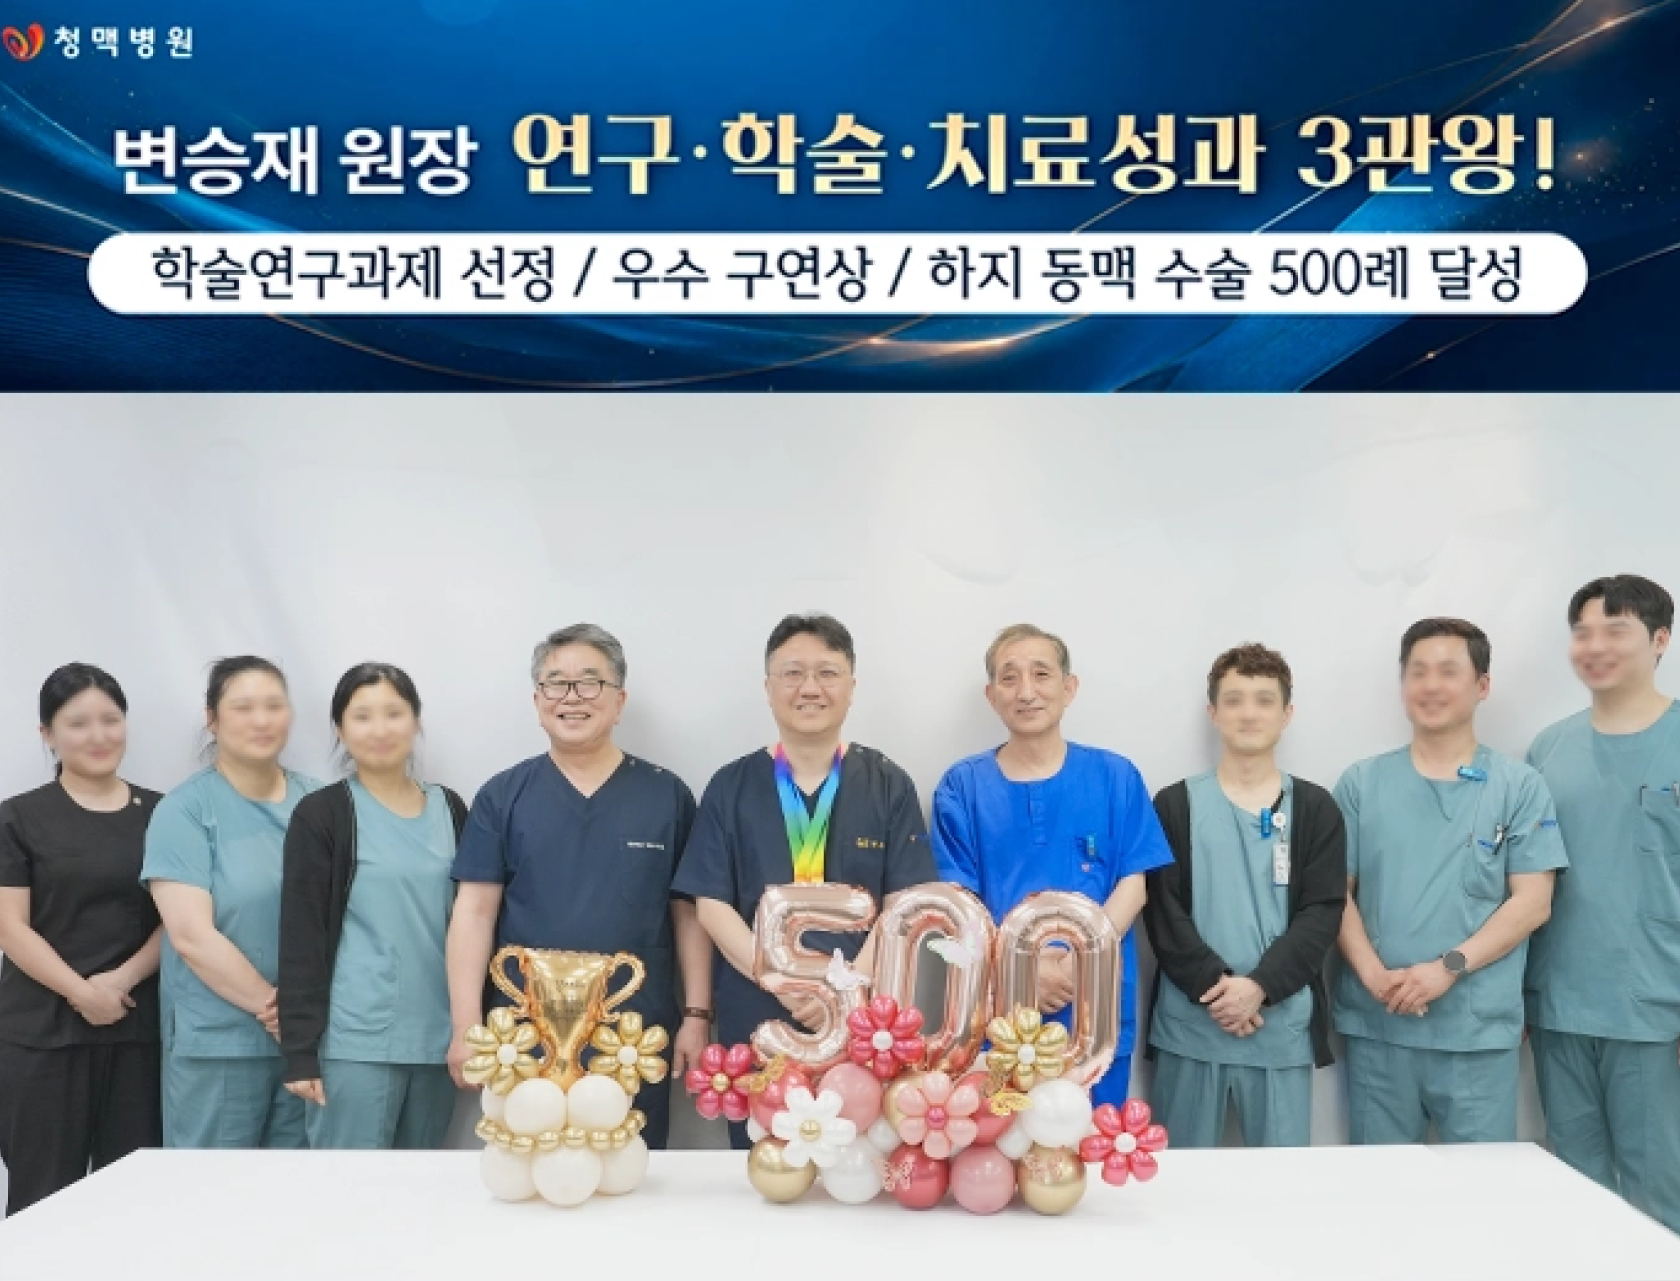 청맥병원
변승재 원장 연구·학술·치료성과 3관왕!
학술연구과제 선정 / 우수 구연상 / 하지 동맥 수술 500례 달성
500